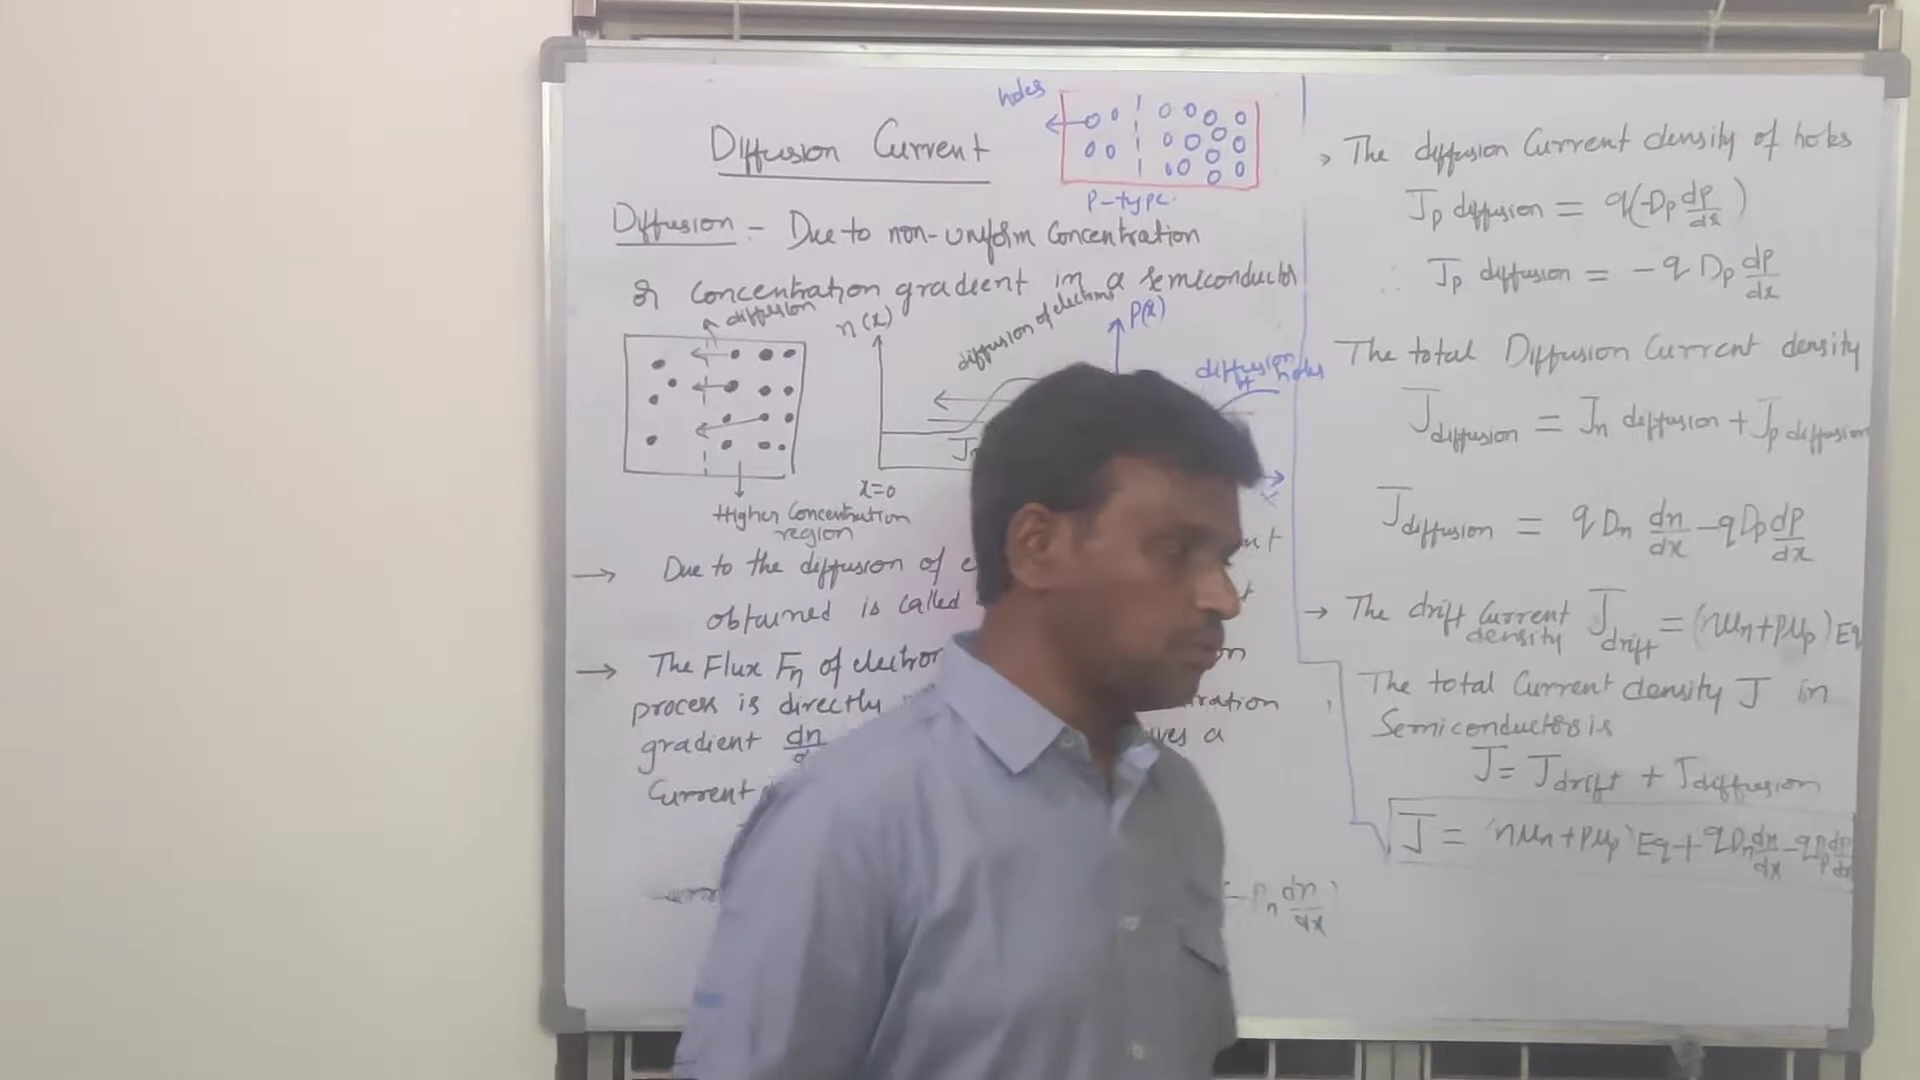 Diffusion Current
holes
P-type
Diffusion - Due to non-uniform Concentration
or Concentration gradient in a semiconductor
diffusion
n(x)
diffusion of electrons
P(x)
diffusion of holes
x=0
x
Higher Concentration
region
→ Due to the diffusion of
obtained is called
→ The Flux Fn of electron
process is directly
gradient dn
Current
a
- Dn dn/dx
> The diffusion Current density of holes
Jp diffusion = q(-Dp dp/dx)
∴ Jp diffusion = - q Dp dp/dx
The total Diffusion Current density
Jdiffusion = Jn diffusion + Jp diffusion
Jdiffusion = q Dn dn/dx - q Dp dp/dx
→ The drift Current density Jdrift = (nμn+pμp) Eq
The total Current density J in
Semiconductors is
J = Jdrift + Jdiffusion
J = nμn+pμp Eq + qDn dn/dx - qDp dp/dx